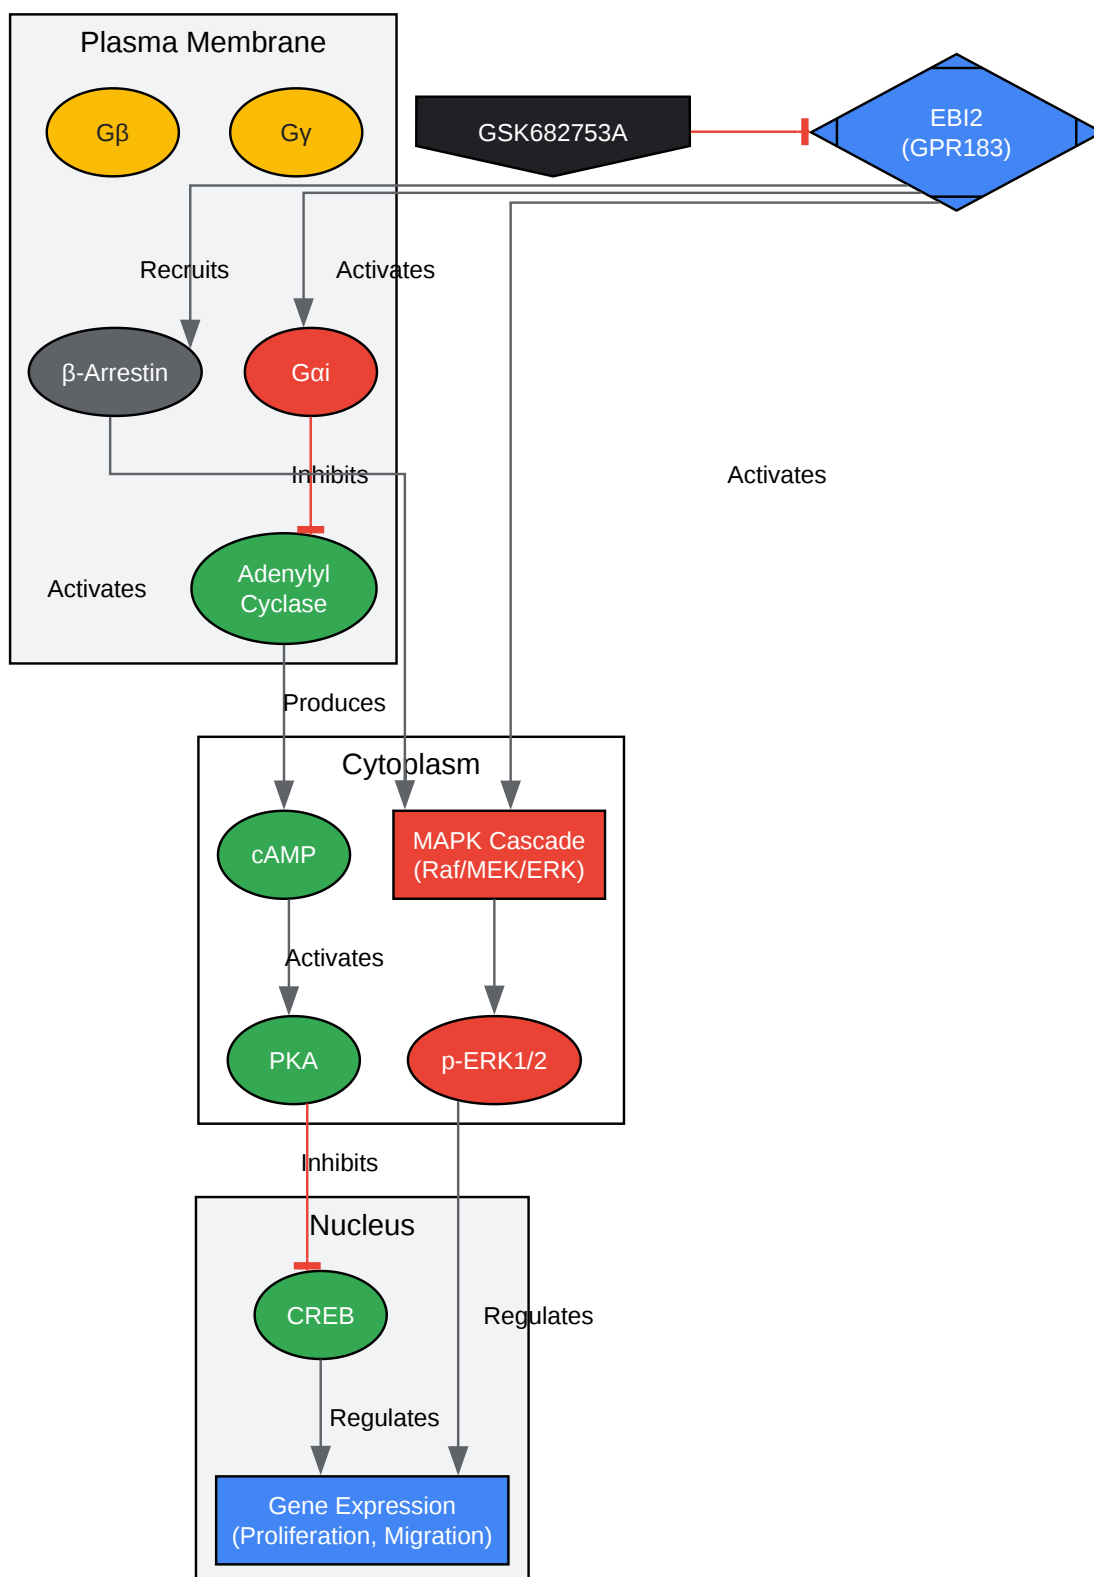 Plasma Membrane
Gβ
Gγ
GSK682753A
EBI2
(GPR183)
Recruits
Activates
β-Arrestin
Gαi
Inhibits
Activates
Activates
Adenylyl
Cyclase
Produces
Cytoplasm
cAMP
MAPK Cascade
(Raf/MEK/ERK)
Activates
PKA
p-ERK1/2
Inhibits
Nucleus
CREB
Regulates
Regulates
Gene Expression
(Proliferation, Migration)